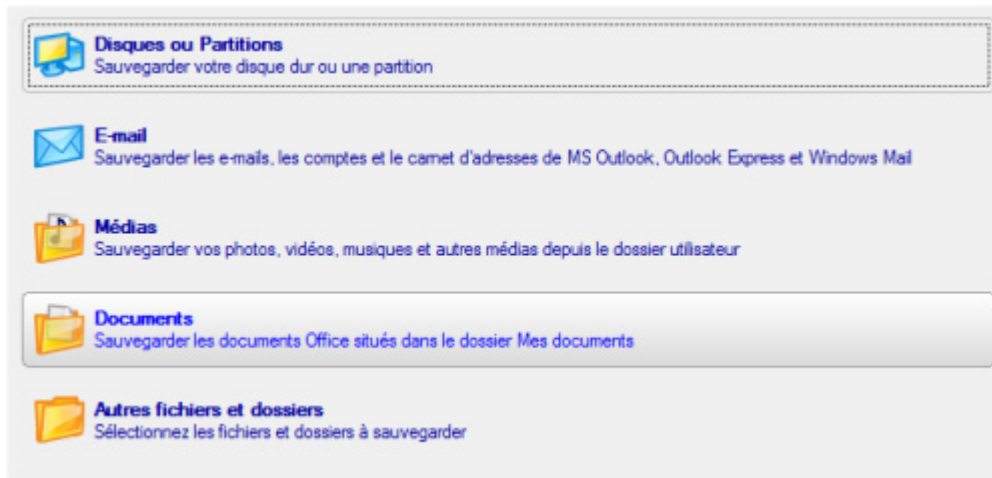 Disques ou Partitions
Sauvegarder votre disque dur ou une partition
E-mail
Sauvegarder les e-mails, les comptes et le carnet d'adresses de MS Outlook, Outlook Express et Windows Mail
Médias
Sauvegarder vos photos, vidéos, musiques et autres médias depuis le dossier utilisateur
Documents
Sauvegarder les documents Office situés dans le dossier Mes documents
Autres fichiers et dossiers
Sélectionnez les fichiers et dossiers à sauvegarder